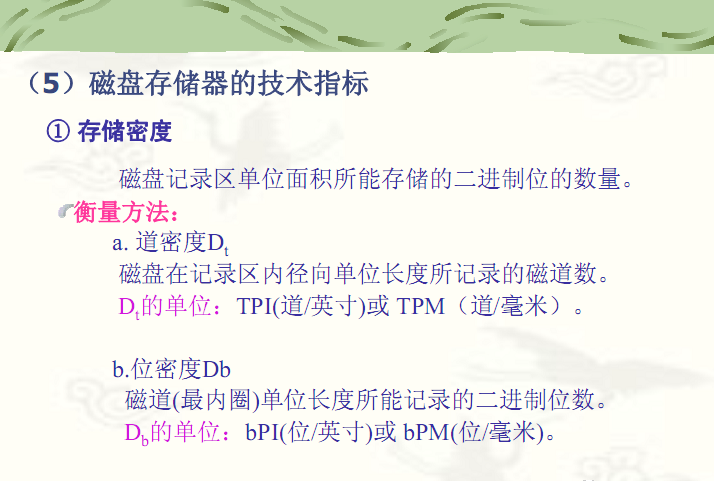 （5）磁盘存储器的技术指标
① 存储密度
磁盘记录区单位面积所能存储的二进制位的数量。
衡量方法：
a. 道密度Dt
磁盘在记录区内径向单位长度所记录的磁道数。
Dt的单位：TPI(道/英寸)或 TPM（道/毫米）。
b.位密度Db
磁道(最内圈)单位长度所能记录的二进制位数。
Db的单位：bPI(位/英寸)或 bPM(位/毫米)。